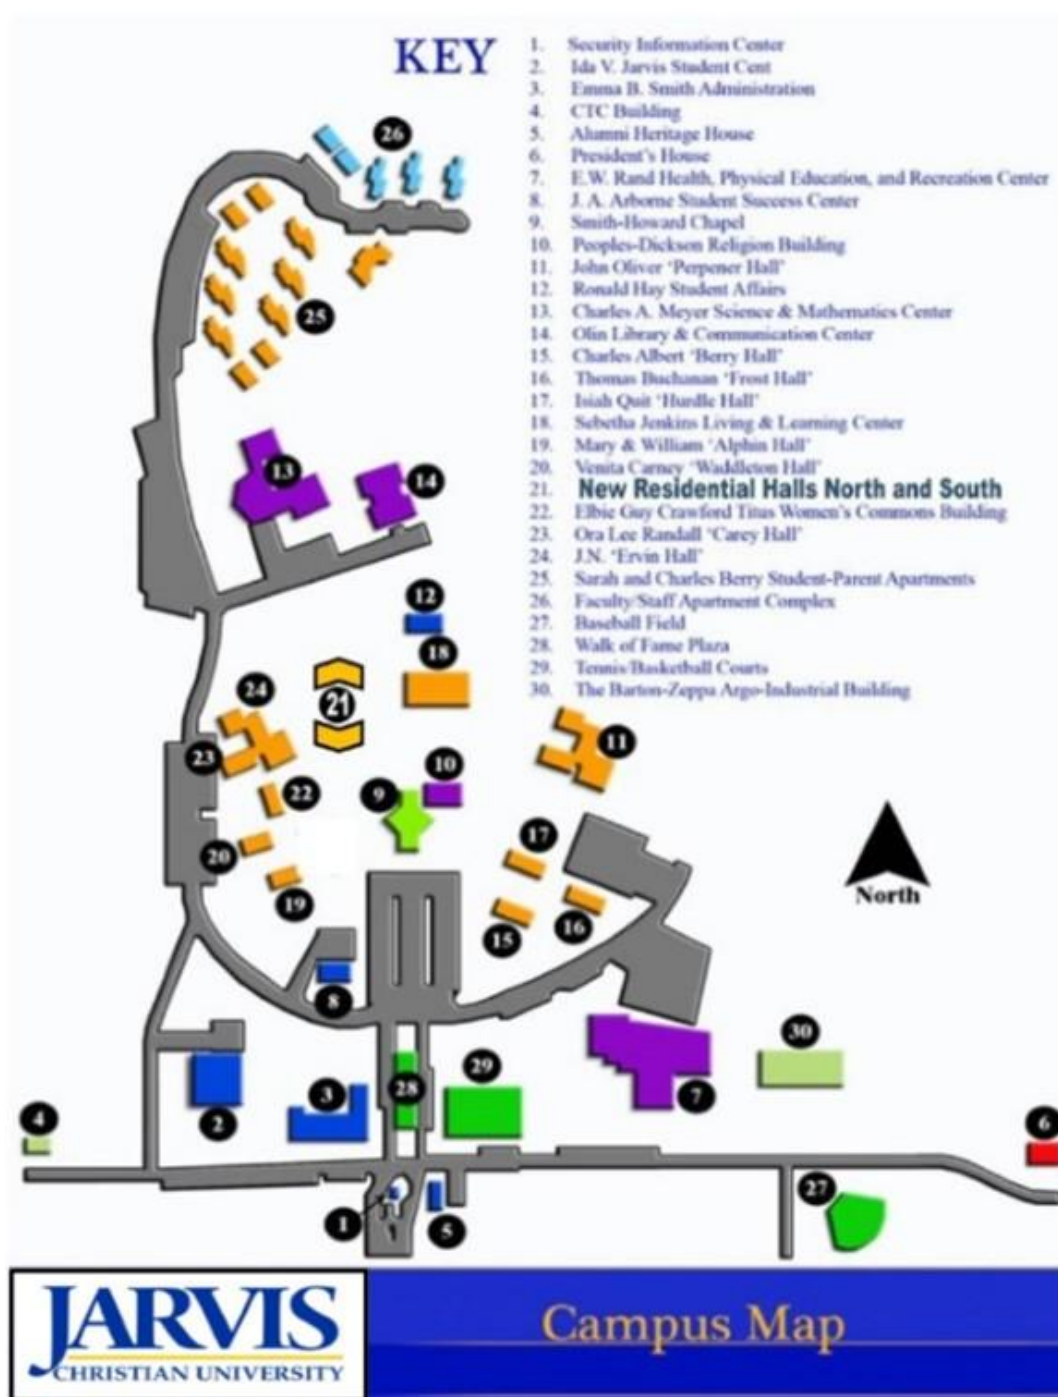 KEY
1. Security Information Center
2. Ida V. Jarvis Student Cent
3. Emma B. Smith Administration
4. CTC Building
5. Alumni Heritage House
6. President's House
7. E.W. Rand Health, Physical Education, and Recreation Center
8. J. A. Arborne Student Success Center
9. Smith-Howard Chapel
10. Peoples-Dickson Religion Building
11. John Oliver 'Perpener Hall'
12. Ronald Hay Student Affairs
13. Charles A. Meyer Science & Mathematics Center
14. Olin Library & Communication Center
15. Charles Albert 'Berry Hall'
16. Thomas Buchanan 'Frost Hall'
17. Isiah Quit 'Hurdle Hall'
18. Sebetha Jenkins Living & Learning Center
19. Mary & William 'Alphin Hall'
20. Venita Carney 'Waddleton Hall'
21. New Residential Halls North and South
22. Elbie Guy Crawford Titus Women's Commons Building
23. Ora Lee Randall 'Carey Hall'
24. J.N. 'Ervin Hall'
25. Sarah and Charles Berry Student-Parent Apartments
26. Faculty/Staff Apartment Complex
27. Baseball Field
28. Walk of Fame Plaza
29. Tennis/Basketball Courts
30. The Barton-Zeppa Argo-Industrial Building
26
25
13
14
12
18
24
21
23
11
10
22
9
17
20
19
16
15
8
30
29
28
3
7
2
4
6
27
1
5
North
JARVIS
CHRISTIAN UNIVERSITY
Campus Map